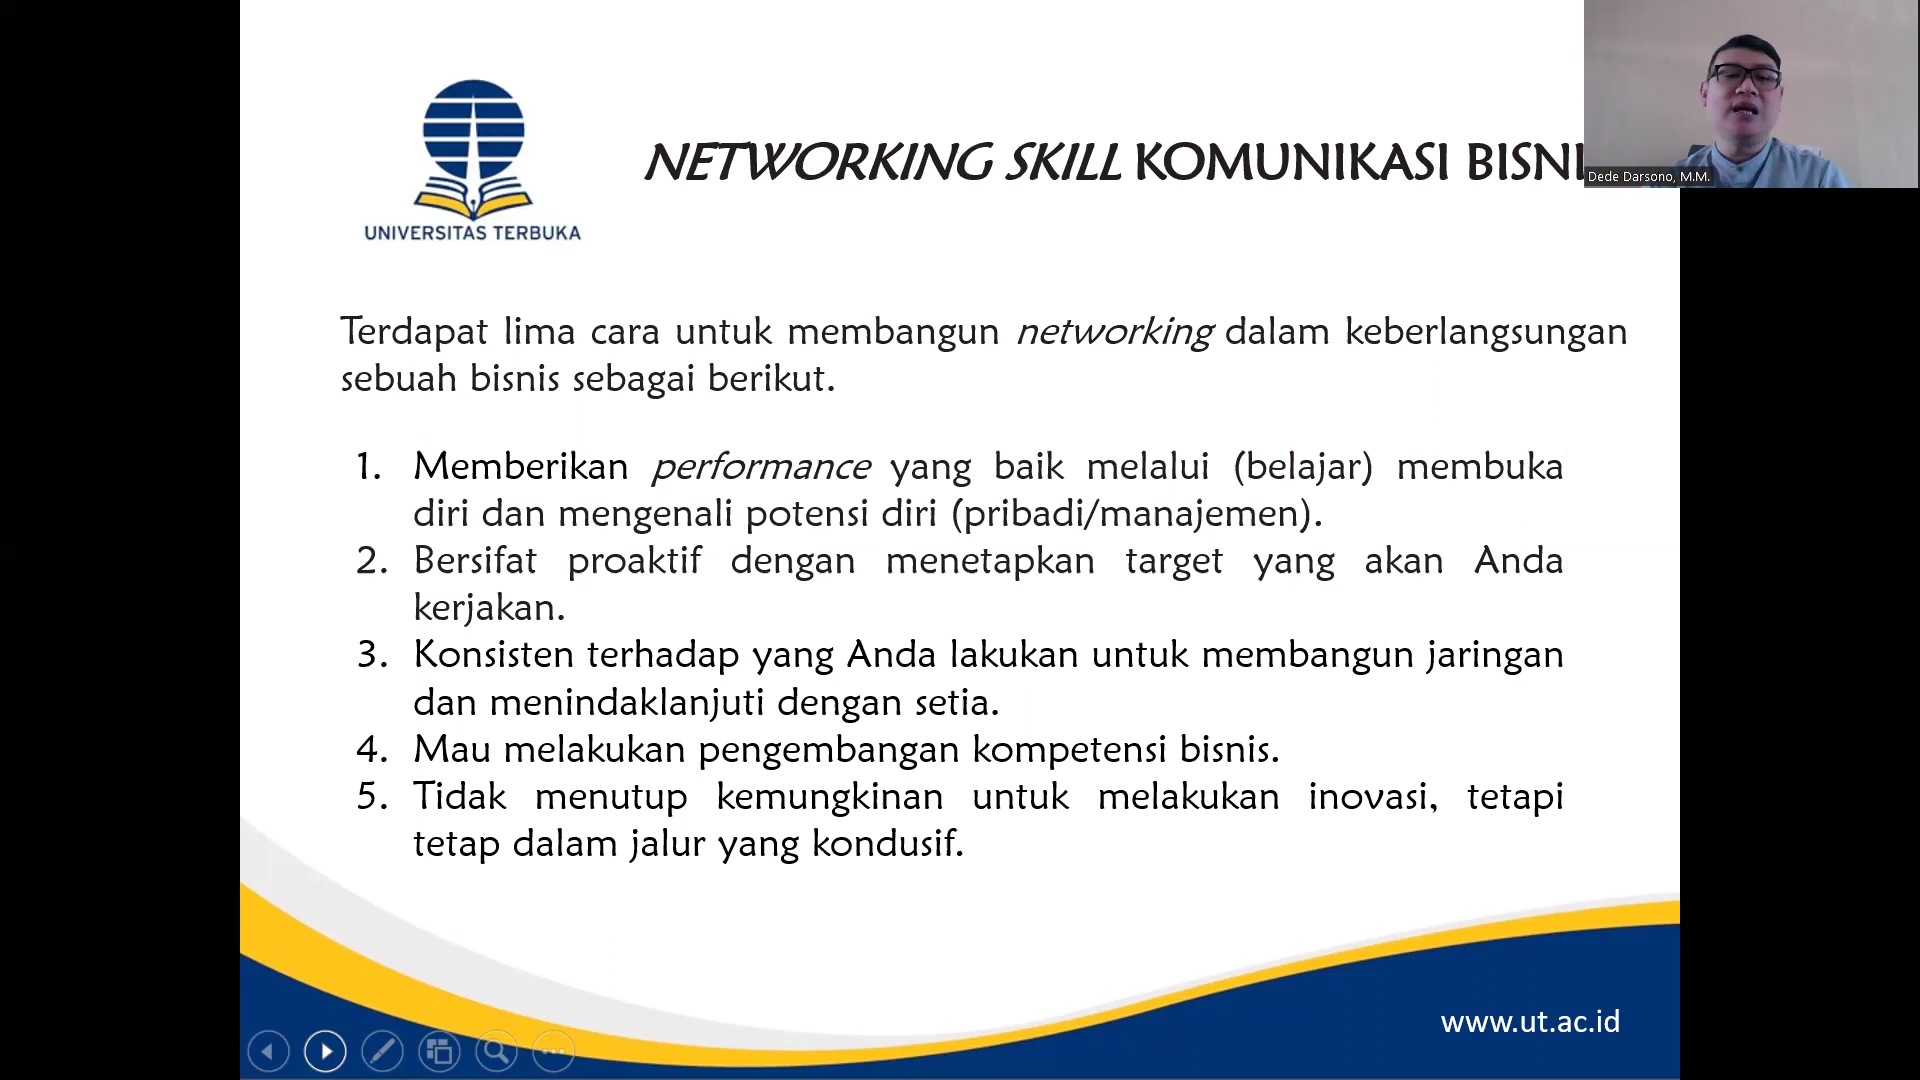 NETWORKING SKILL KOMUNIKASI BISNI
Dede Darsono, M.M.
UNIVERSITAS TERBUKA
Terdapat lima cara untuk membangun networking dalam keberlangsungan
sebuah bisnis sebagai berikut.
1. Memberikan performance yang baik melalui (belajar) membuka
diri dan mengenali potensi diri (pribadi/manajemen).
2. Bersifat proaktif dengan menetapkan target yang akan Anda
kerjakan.
3. Konsisten terhadap yang Anda lakukan untuk membangun jaringan
dan menindaklanjuti dengan setia.
4. Mau melakukan pengembangan kompetensi bisnis.
5. Tidak menutup kemungkinan untuk melakukan inovasi, tetapi
tetap dalam jalur yang kondusif.
www.ut.ac.id